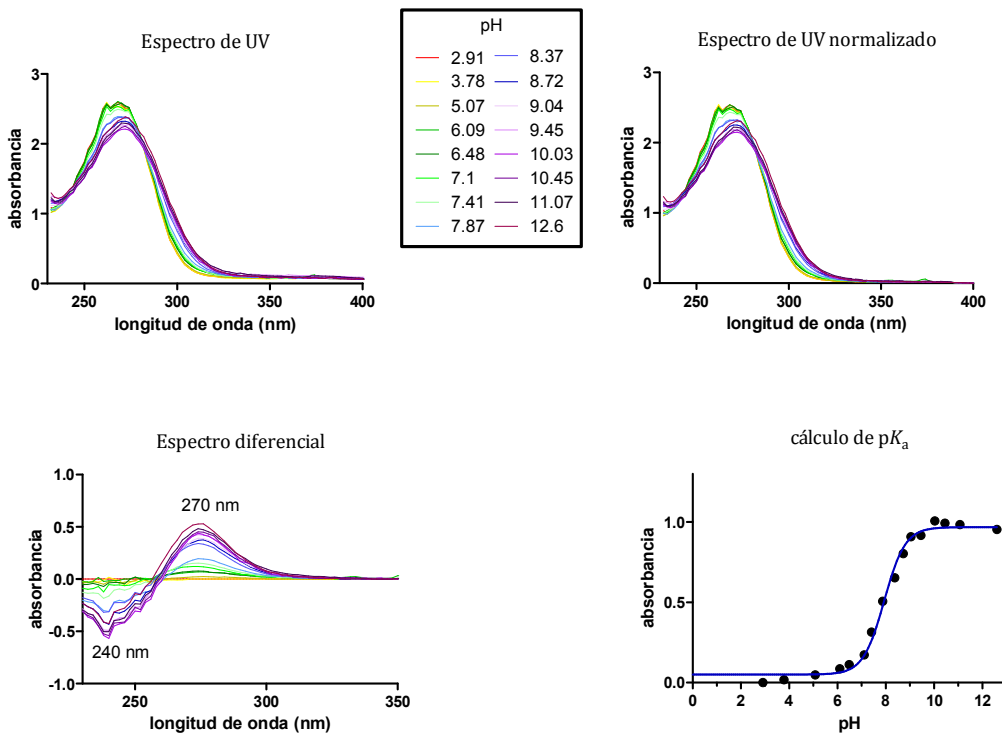 Espectro de UV
3
2
1
0
absorbancia
250 300 350 400
longitud de onda (nm)
pH
2.91 8.37
3.78 8.72
5.07 9.04
6.09 9.45
6.48 10.03
7.1 10.45
7.41 11.07
7.87 12.6
Espectro de UV normalizado
3
2
1
0
absorbancia
250 300 350 400
longitud de onda (nm)
Espectro diferencial
1.0
0.5
0.0
-0.5
-1.0
absorbancia
270 nm
240 nm
250 300 350
longitud de onda (nm)
cálculo de pKa
1.0
0.5
0.0
absorbancia
0 2 4 6 8 10 12
pH